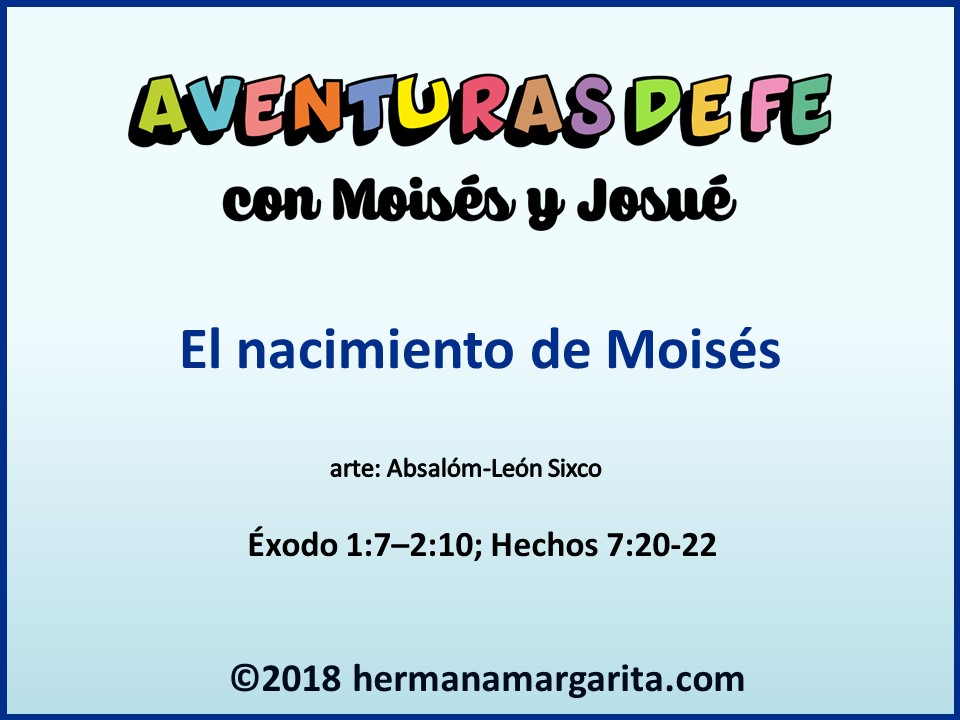 AVENTURAS DE FE
con Moisés y Josué
El nacimiento de Moisés
arte: Absalóm-León Sixco
Éxodo 1:7–2:10; Hechos 7:20-22
©2018 hermanamargarita.com